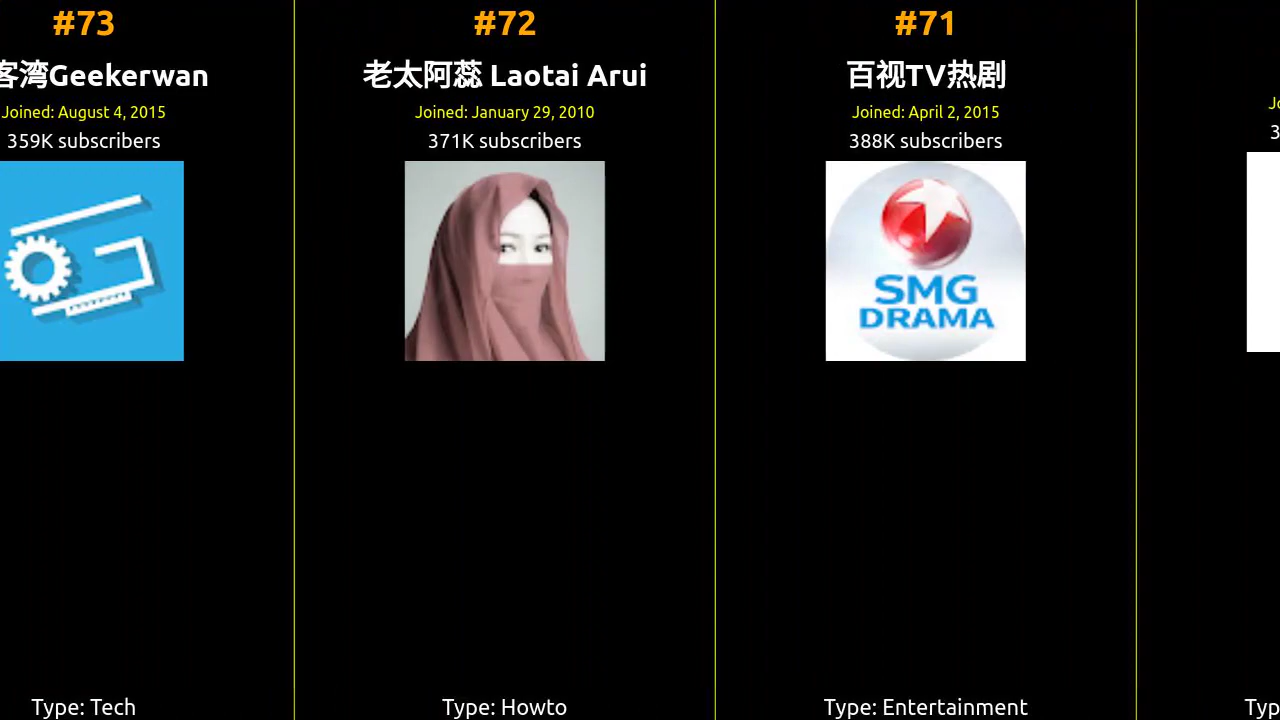 #73
客湾Geekerwan
Joined: August 4, 2015
359K subscribers
Type: Tech
#72
老太阿蕊 Laotai Arui
Joined: January 29, 2010
371K subscribers
Type: Howto
#71
百视TV热剧
Joined: April 2, 2015
388K subscribers
SMG
DRAMA
Type: Entertainment